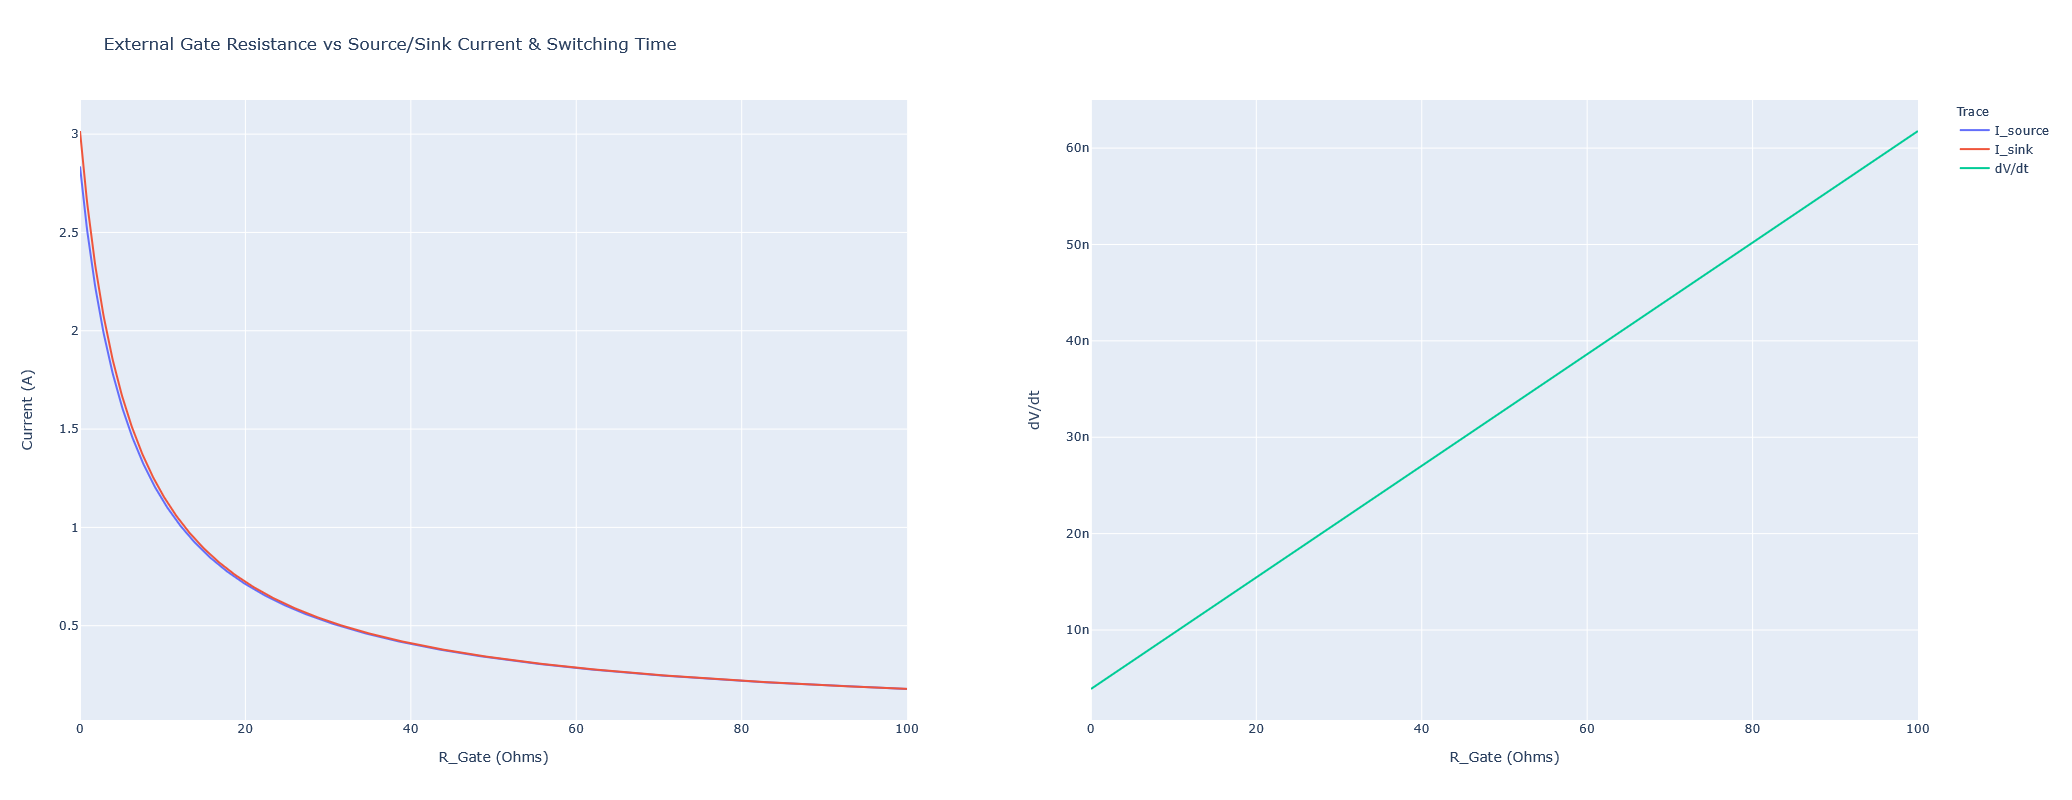 External Gate Resistance vs Source/Sink Current & Switching Time
3
2.5
2
1.5
1
0.5
Current (A)
0 20 40 60 80 100
R_Gate (Ohms)
60n
50n
40n
30n
20n
10n
dV/dt
0 20 40 60 80 100
R_Gate (Ohms)
Trace
I_source
I_sink
dV/dt